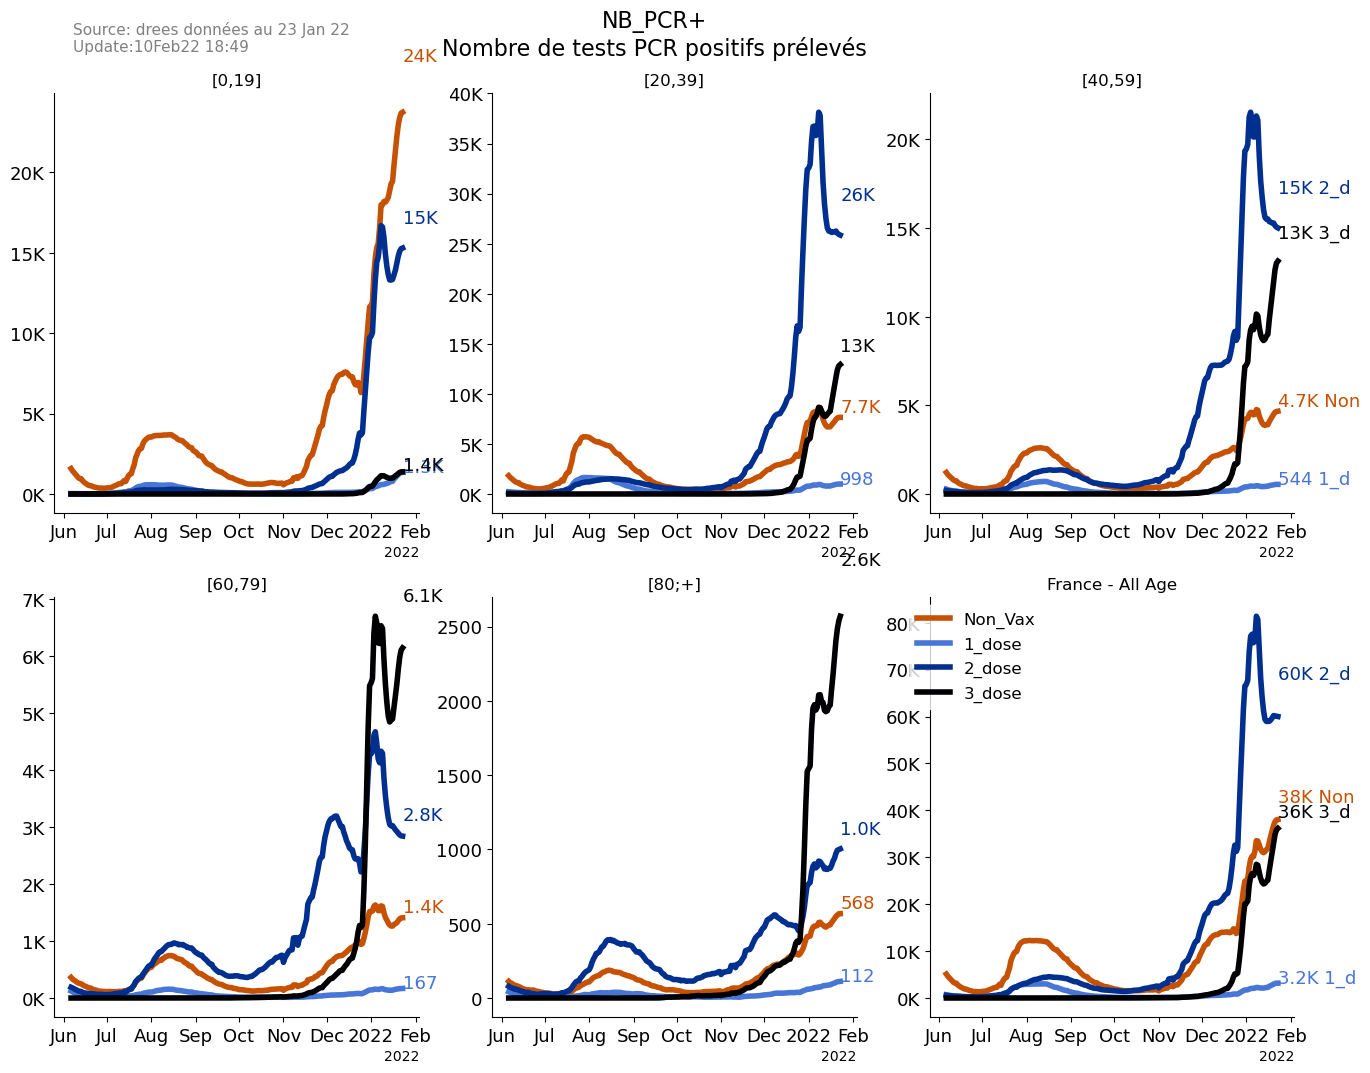 Source: drees données au 23 Jan 22
Update:10Feb22 18:49
NB_PCR+
Nombre de tests PCR positifs prélevés
[0,19]
24K
20K
15K
10K
5K
0K
15K
1.4K
Jun Jul Aug Sep Oct Nov Dec 2022 Feb
2022
[20,39]
40K
35K
30K
25K
20K
15K
10K
5K
0K
26K
13K
7.7K
998
Jun Jul Aug Sep Oct Nov Dec 2022 Feb
2022
[40,59]
20K
15K
10K
5K
0K
15K 2_d
13K 3_d
4.7K Non
544 1_d
Jun Jul Aug Sep Oct Nov Dec 2022 Feb
2022
[60,79]
7K
6K
5K
4K
3K
2K
1K
0K
6.1K
2.8K
1.4K
167
Jun Jul Aug Sep Oct Nov Dec 2022 Feb
2022
[80;+]
2500
2000
1500
1000
500
0
2.6K
1.0K
568
112
Jun Jul Aug Sep Oct Nov Dec 2022 Feb
2022
France - All Age
Non_Vax
1_dose
2_dose
3_dose
80K
70K
60K
50K
40K
30K
20K
10K
0K
60K 2_d
38K Non
36K 3_d
3.2K 1_d
Jun Jul Aug Sep Oct Nov Dec 2022 Feb
2022